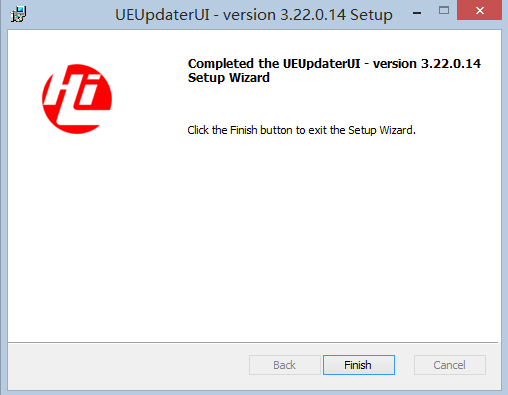 UEUpdaterUI - version 3.22.0.14 Setup
Hi
Completed the UEUpdaterUI - version 3.22.0.14
Setup Wizard
Click the Finish button to exit the Setup Wizard.
Back
Finish
Cancel